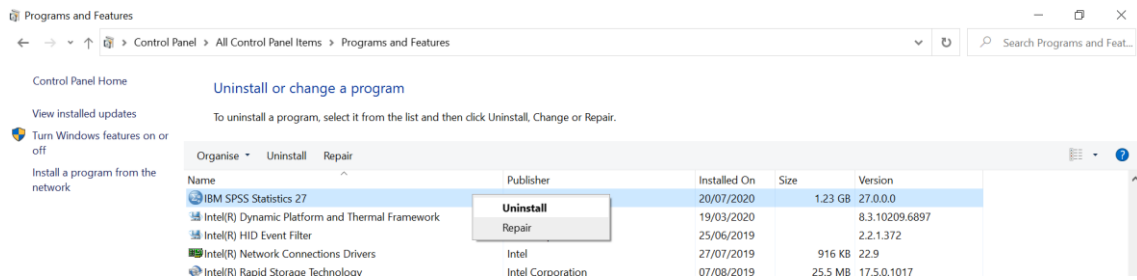 Programs and Features
Control Panel > All Control Panel Items > Programs and Features
Search Programs and Feat...
Control Panel Home
View installed updates
Turn Windows features on or off
Install a program from the network
Uninstall or change a program
To uninstall a program, select it from the list and then click Uninstall, Change or Repair.
Organise Uninstall Repair
Name Publisher Installed On Size Version
IBM SPSS Statistics 27 20/07/2020 1.23 GB 27.0.0.0
Uninstall
Repair
Intel(R) Dynamic Platform and Thermal Framework 19/03/2020 8.3.10209.6897
Intel(R) HID Event Filter 25/06/2019 2.2.1.372
Intel(R) Network Connections Drivers Intel 27/07/2019 916 KB 22.9
Intel(R) Rapid Storage Technology Intel Corporation 07/08/2019 25.5 MB 17.5.0.1017